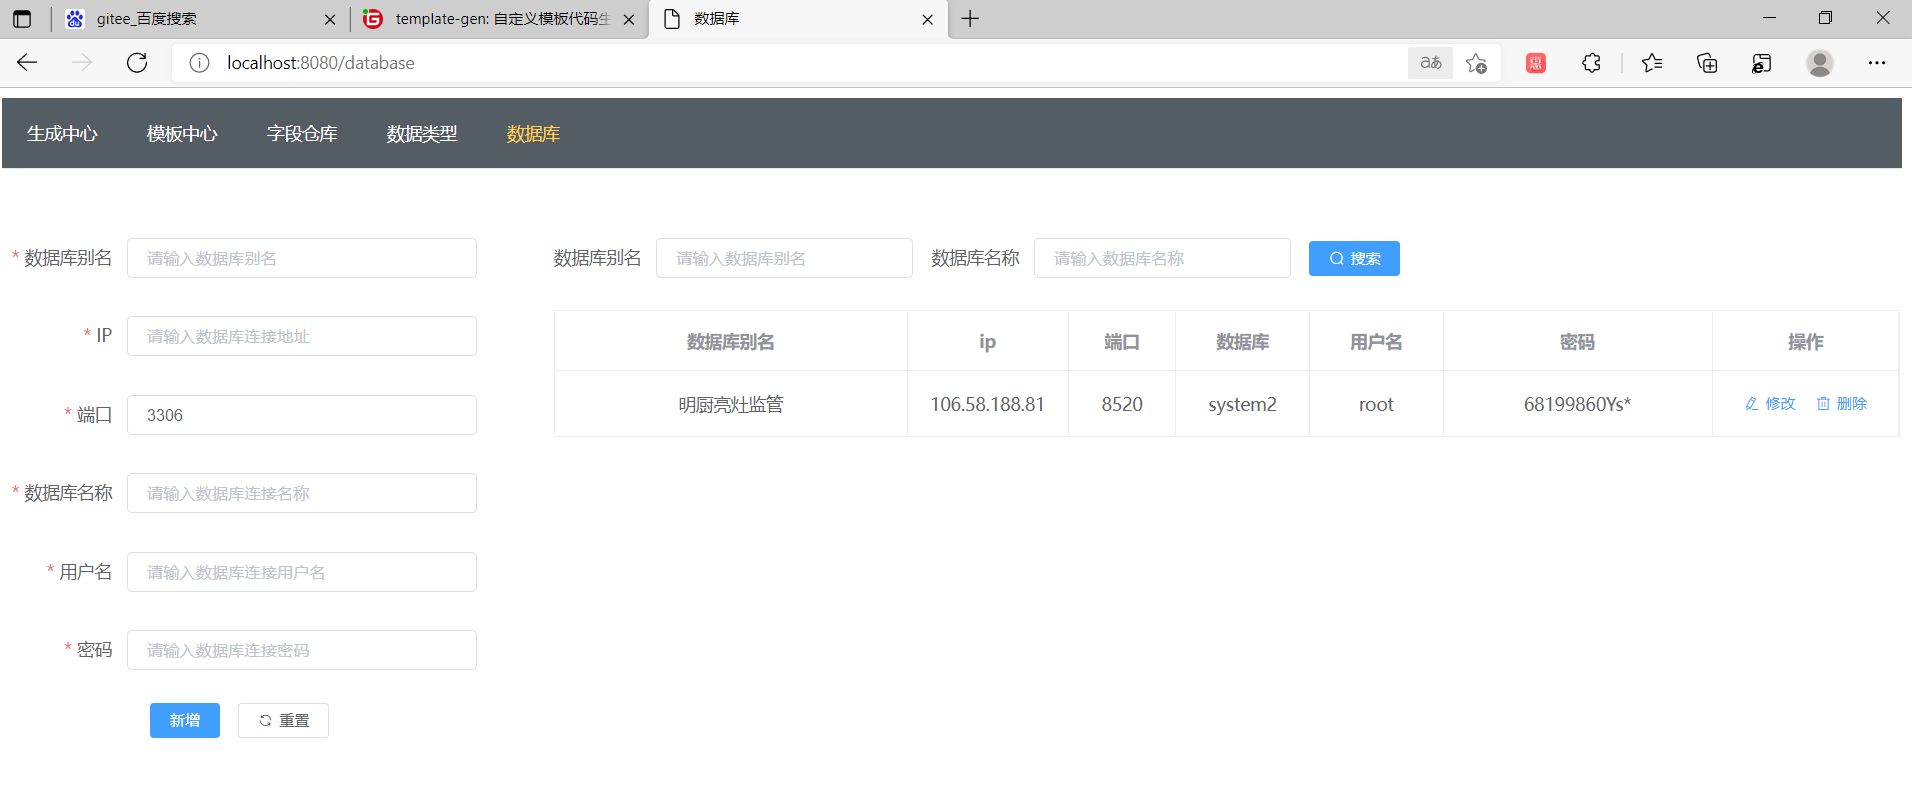 gitee_百度搜索
template-gen: 自定义模板代码生
数据库
localhost:8080/database
aあ
惠
生成中心 模板中心 字段仓库 数据类型 数据库
* 数据库别名 请输入数据库别名
数据库别名 请输入数据库别名 数据库名称 请输入数据库名称 搜索
* IP 请输入数据库连接地址
数据库别名 ip 端口 数据库 用户名 密码 操作
明厨亮灶监管 106.58.188.81 8520 system2 root 68199860Ys* 修改 删除
* 端口 3306
* 数据库名称 请输入数据库连接名称
* 用户名 请输入数据库连接用户名
* 密码 请输入数据库连接密码
新增 重置